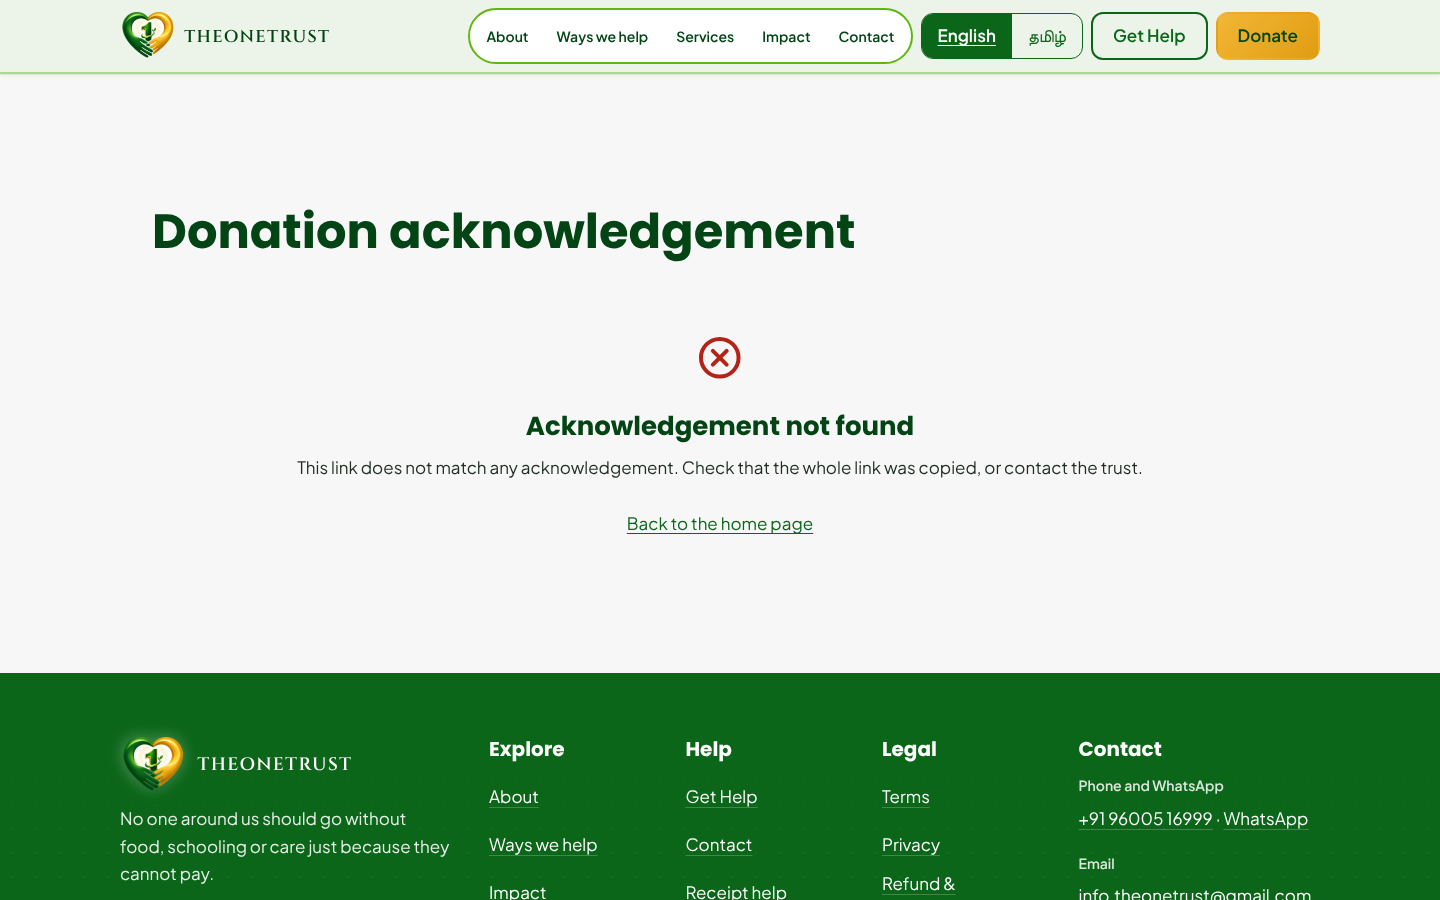 THEONETRUST
About
Ways we help
Services
Impact
Contact
English
தமிழ்
Get Help
Donate
Donation acknowledgement
Acknowledgement not found
This link does not match any acknowledgement. Check that the whole link was copied, or contact the trust.
Back to the home page
THEONETRUST
No one around us should go without
food, schooling or care just because they
cannot pay.
Explore
About
Ways we help
Impact
Help
Get Help
Contact
Receipt help
Legal
Terms
Privacy
Refund &
Contact
Phone and WhatsApp
+91 96005 16999 · WhatsApp
Email
info.theonetrust@gmail.com